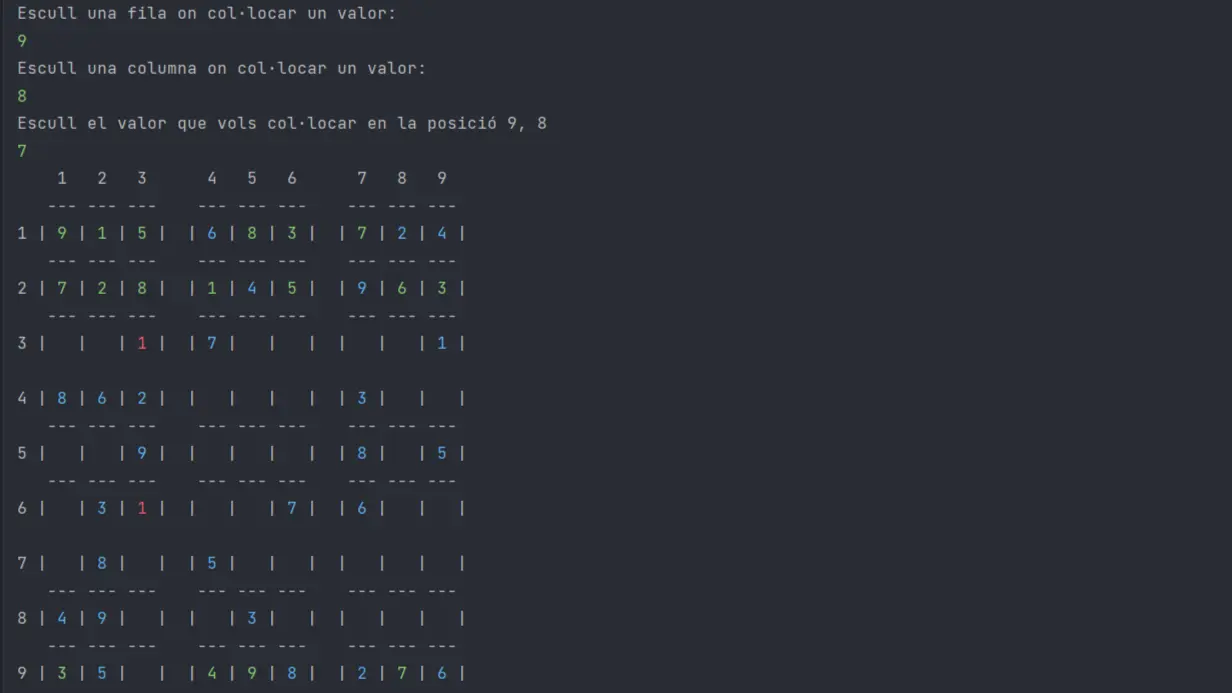 Escull una fila on col·locar un valor:
9
Escull una columna on col·locar un valor:
8
Escull el valor que vols col·locar en la posició 9, 8
7
1 2 3 4 5 6 7 8 9
--- --- --- --- --- --- --- --- ---
1 | 9 | 1 | 5 | | 6 | 8 | 3 | | 7 | 2 | 4 |
--- --- --- --- --- --- --- --- ---
2 | 7 | 2 | 8 | | 1 | 4 | 5 | | 9 | 6 | 3 |
--- --- --- --- --- --- --- --- ---
3 |   |   | 1 | | 7 |   |   | |   |   | 1 |
4 | 8 | 6 | 2 | |   |   |   | | 3 |   |   |
--- --- --- --- --- --- --- --- ---
5 |   |   | 9 | |   |   |   | | 8 |   | 5 |
--- --- --- --- --- --- --- --- ---
6 |   | 3 | 1 | |   |   | 7 | | 6 |   |   |
7 |   | 8 |   | | 5 |   |   | |   |   |   |
--- --- --- --- --- --- --- --- ---
8 | 4 | 9 |   | |   | 3 |   | |   |   |   |
--- --- --- --- --- --- --- --- ---
9 | 3 | 5 |   | | 4 | 9 | 8 | | 2 | 7 | 6 |